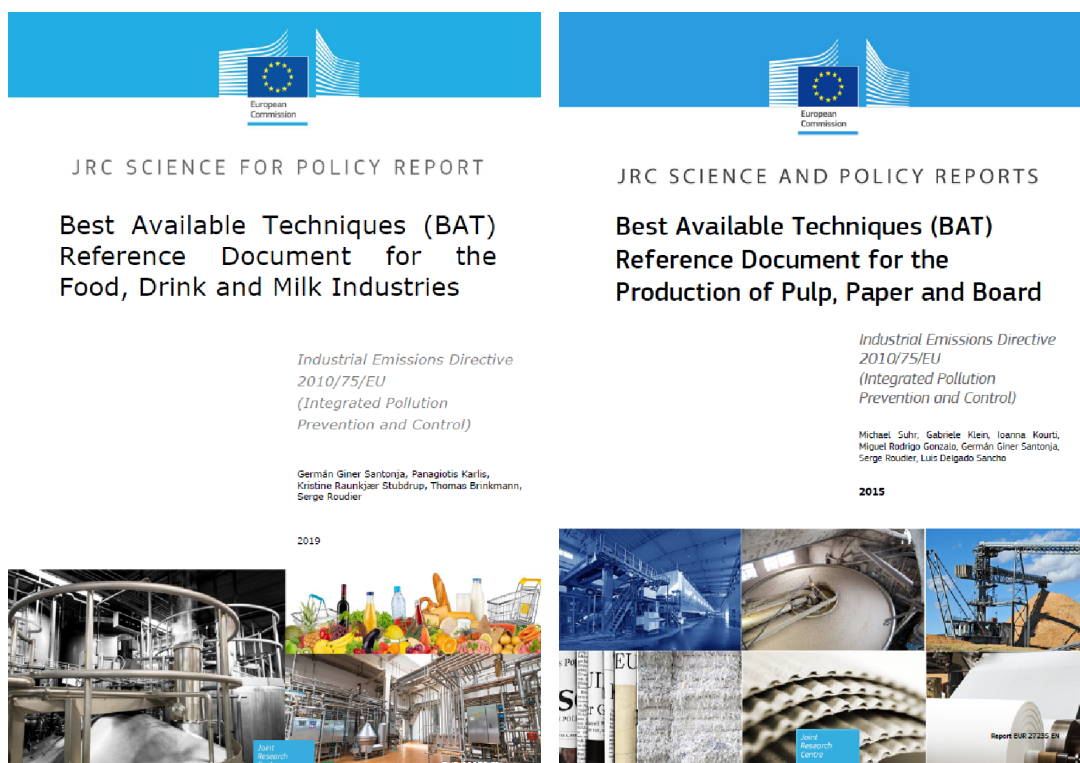 European
Commission
JRC SCIENCE FOR POLICY REPORT
Best Available Techniques (BAT)
Reference Document for the
Food, Drink and Milk Industries
Industrial Emissions Directive
2010/75/EU
(Integrated Pollution
Prevention and Control)
Germán Giner Santonja, Panagiotis Karlis,
Kristine Raunkjær Stubdrup, Thomas Brinkmann,
Serge Roudier
2019
Joint
Research
European
Commission
JRC SCIENCE AND POLICY REPORTS
Best Available Techniques (BAT)
Reference Document for the
Production of Pulp, Paper and Board
Industrial Emissions Directive
2010/75/EU
(Integrated Pollution
Prevention and Control)
Michael Suhr, Gabriele Klein, Ioanna Kourti,
Miguel Rodrigo Gonzalo, Germán Giner Santonja,
Serge Roudier, Luis Delgado Sancho
2015
EU
Joint
Research
Centre
Report EUR 27235 EN